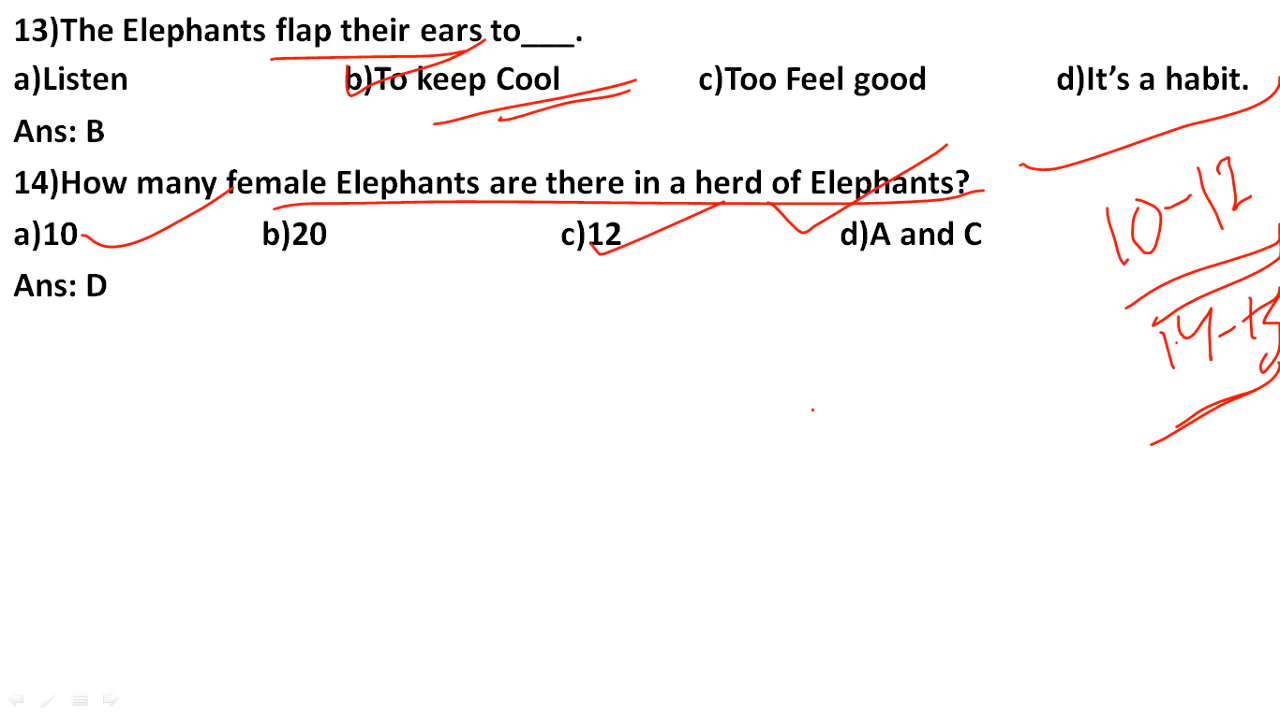 13)The Elephants flap their ears to___.
a)Listen b)To keep Cool c)Too Feel good d)It's a habit.
Ans: B
14)How many female Elephants are there in a herd of Elephants?
10-12
a)10 b)20 c)12 d)A and C
Ans: D